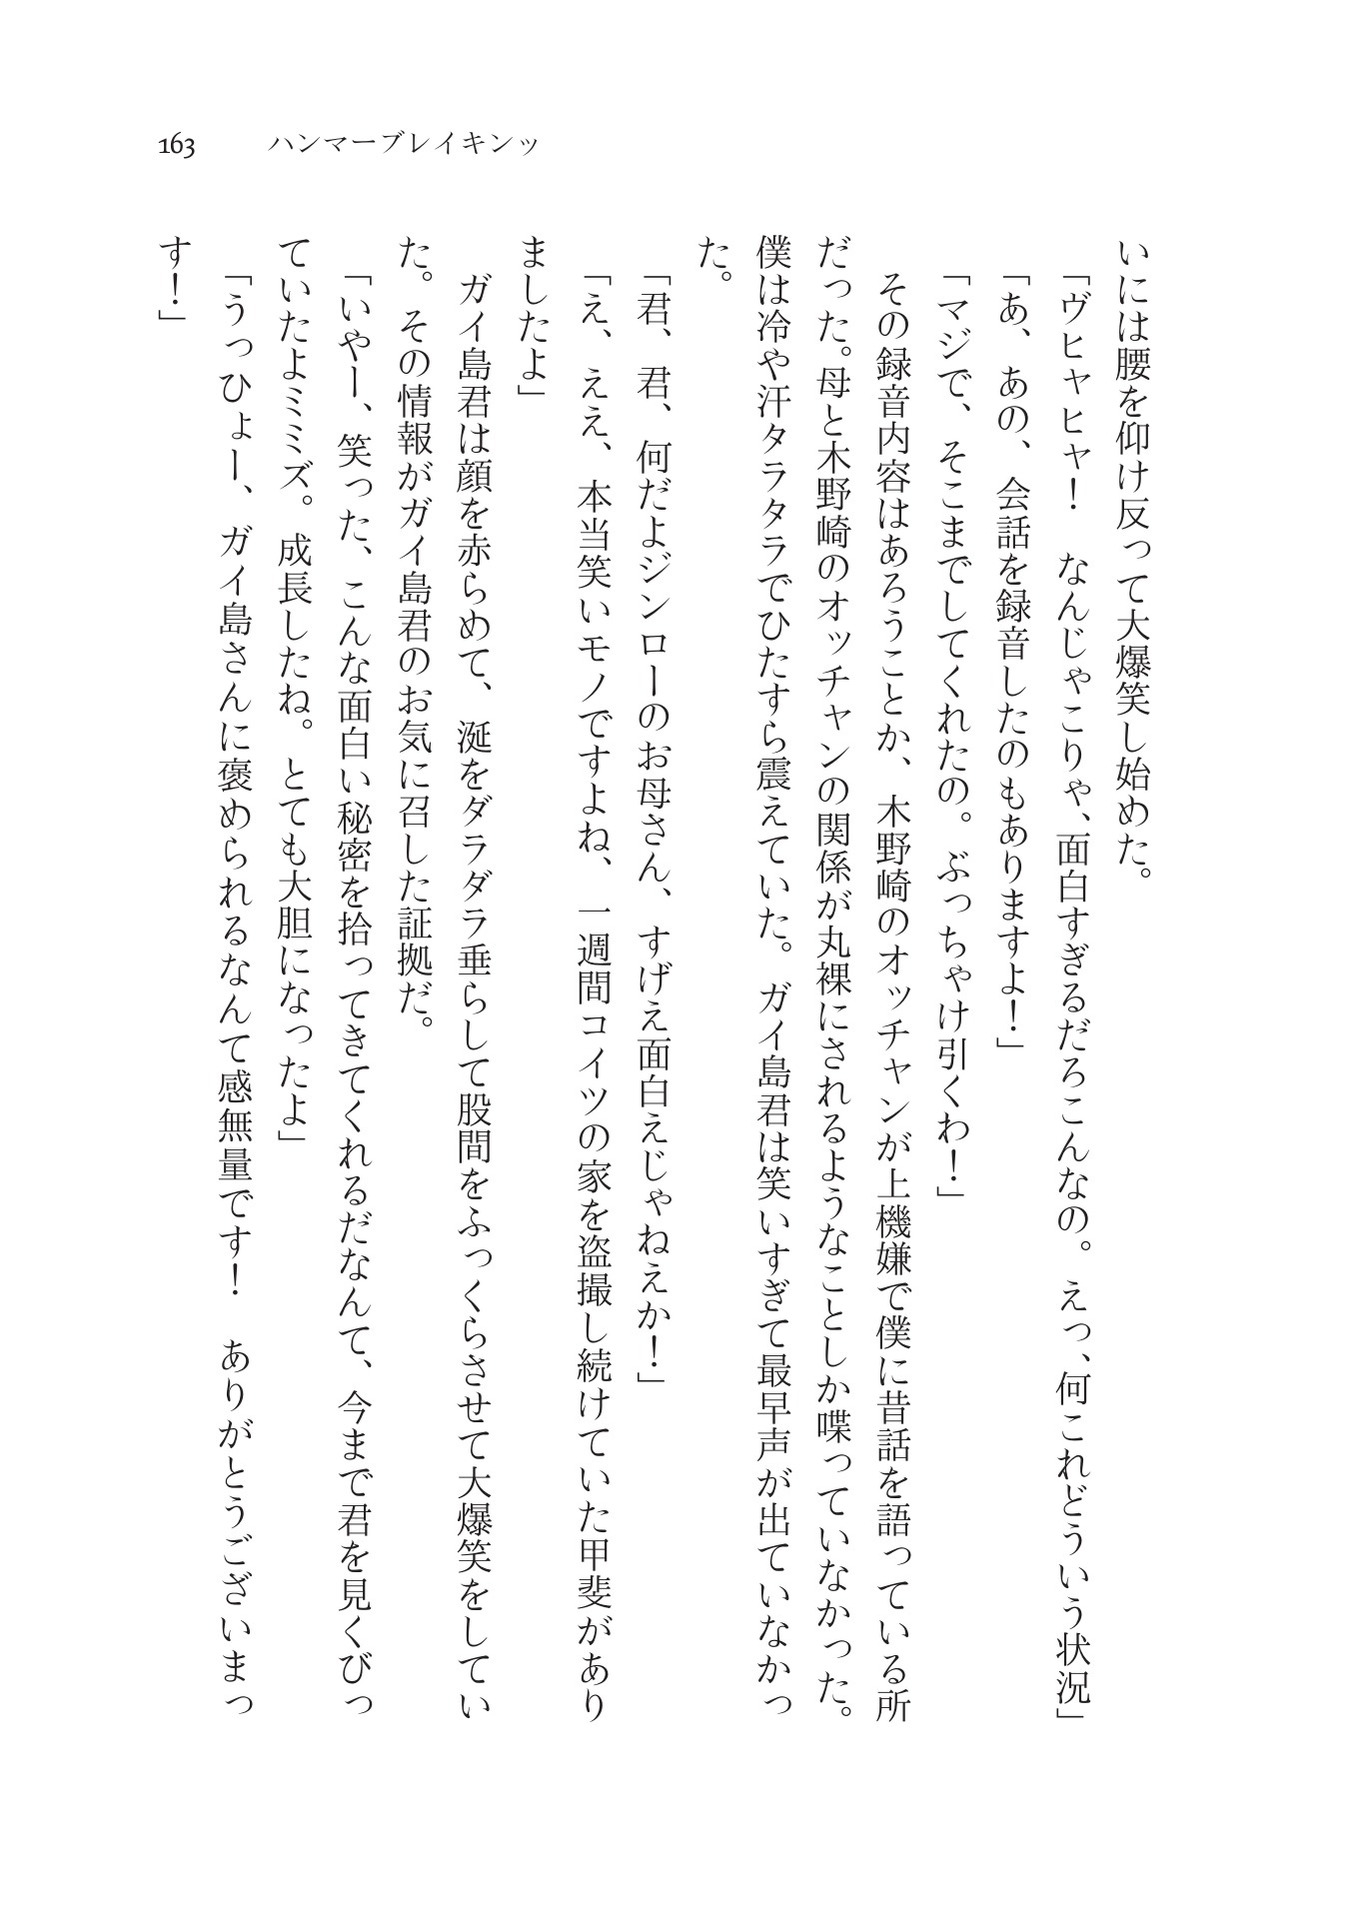 163　ハンマーブレイキンッ
いには腰を仰け反って大爆笑し始めた。
「ヴヒャヒャ！　なんじゃこりゃ、面白すぎるだろこんなの。えっ、何これどういう状況」
「あ、あの、会話を録音したのもありますよ！」
「マジで、そこまでしてくれたの。ぶっちゃけ引くわ！」
　その録音内容はあろうことか、木野崎のオッチャンが上機嫌で僕に昔話を語っている所
だった。母と木野崎のオッチャンの関係が丸裸にされるようなことしか喋っていなかった。
僕は冷や汗タラタラでひたすら震えていた。ガイ島君は笑いすぎて最早声が出ていなかっ
た。
「君、君、何だよジンローのお母さん、すげえ面白えじゃねえか！」
「え、ええ、本当笑いモノですよね、一週間コイツの家を盗撮し続けていた甲斐があり
ましたよ」
　ガイ島君は顔を赤らめて、涎をダラダラ垂らして股間をふっくらさせて大爆笑をしてい
た。その情報がガイ島君のお気に召した証拠だ。
「いやー、笑った、こんな面白い秘密を拾ってきてくれるだなんて、今まで君を見くびっ
ていたよミミズ。成長したね。とても大胆になったよ」
「うっひょー、ガイ島さんに褒められるなんて感無量です！　ありがとうございまっ
す！」